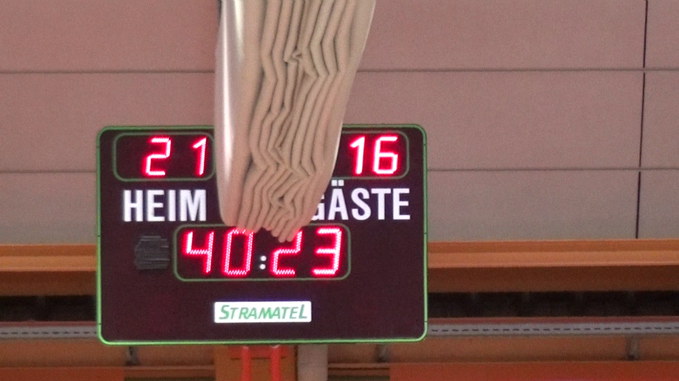 21 16
HEIM GÄSTE
40:23
STRAMATEL